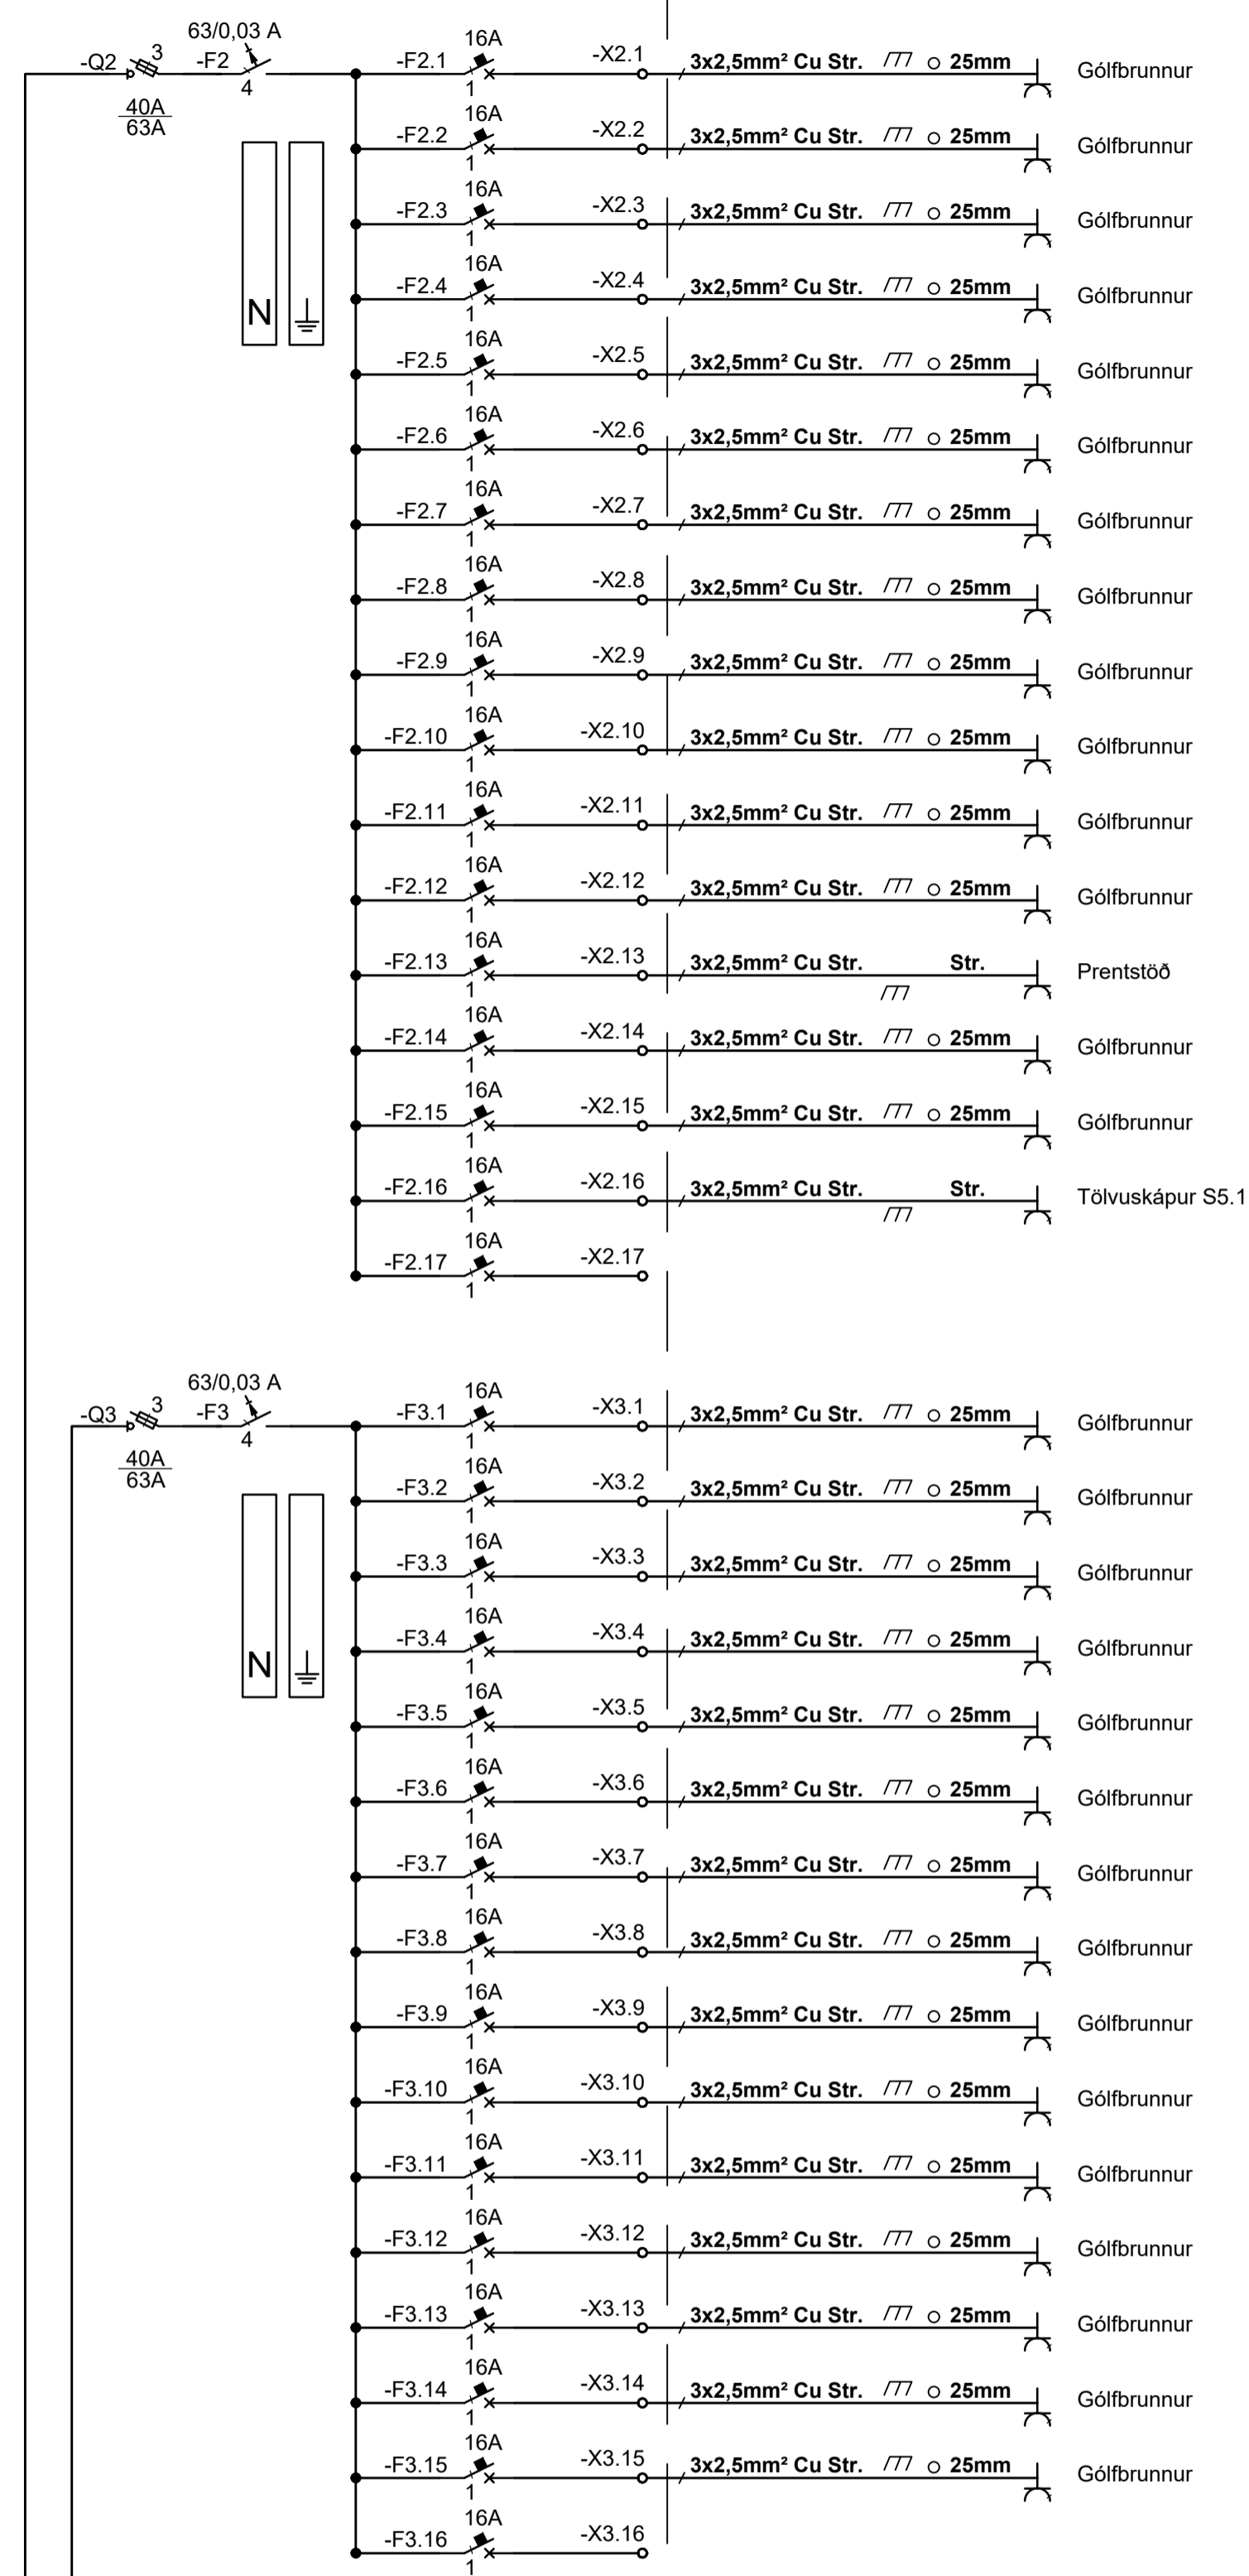 63/0,03 A
-Q2 3 -F2 4
40A
63A
N
16A
-F2.1 1 -X2.1 3x2,5mm² Cu Str. 25mm Gólfbrunnur
16A
-F2.2 1 -X2.2 3x2,5mm² Cu Str. 25mm Gólfbrunnur
16A
-F2.3 1 -X2.3 3x2,5mm² Cu Str. 25mm Gólfbrunnur
16A
-F2.4 1 -X2.4 3x2,5mm² Cu Str. 25mm Gólfbrunnur
16A
-F2.5 1 -X2.5 3x2,5mm² Cu Str. 25mm Gólfbrunnur
16A
-F2.6 1 -X2.6 3x2,5mm² Cu Str. 25mm Gólfbrunnur
16A
-F2.7 1 -X2.7 3x2,5mm² Cu Str. 25mm Gólfbrunnur
16A
-F2.8 1 -X2.8 3x2,5mm² Cu Str. 25mm Gólfbrunnur
16A
-F2.9 1 -X2.9 3x2,5mm² Cu Str. 25mm Gólfbrunnur
16A
-F2.10 1 -X2.10 3x2,5mm² Cu Str. 25mm Gólfbrunnur
16A
-F2.11 1 -X2.11 3x2,5mm² Cu Str. 25mm Gólfbrunnur
16A
-F2.12 1 -X2.12 3x2,5mm² Cu Str. 25mm Gólfbrunnur
16A
-F2.13 1 -X2.13 3x2,5mm² Cu Str. Str. Prentstöð
16A
-F2.14 1 -X2.14 3x2,5mm² Cu Str. 25mm Gólfbrunnur
16A
-F2.15 1 -X2.15 3x2,5mm² Cu Str. 25mm Gólfbrunnur
16A
-F2.16 1 -X2.16 3x2,5mm² Cu Str. Str. Tölvuskápur S5.1
16A
-F2.17 1 -X2.17
63/0,03 A
-Q3 3 -F3 4
40A
63A
N
16A
-F3.1 1 -X3.1 3x2,5mm² Cu Str. 25mm Gólfbrunnur
16A
-F3.2 1 -X3.2 3x2,5mm² Cu Str. 25mm Gólfbrunnur
16A
-F3.3 1 -X3.3 3x2,5mm² Cu Str. 25mm Gólfbrunnur
16A
-F3.4 1 -X3.4 3x2,5mm² Cu Str. 25mm Gólfbrunnur
16A
-F3.5 1 -X3.5 3x2,5mm² Cu Str. 25mm Gólfbrunnur
16A
-F3.6 1 -X3.6 3x2,5mm² Cu Str. 25mm Gólfbrunnur
16A
-F3.7 1 -X3.7 3x2,5mm² Cu Str. 25mm Gólfbrunnur
16A
-F3.8 1 -X3.8 3x2,5mm² Cu Str. 25mm Gólfbrunnur
16A
-F3.9 1 -X3.9 3x2,5mm² Cu Str. 25mm Gólfbrunnur
16A
-F3.10 1 -X3.10 3x2,5mm² Cu Str. 25mm Gólfbrunnur
16A
-F3.11 1 -X3.11 3x2,5mm² Cu Str. 25mm Gólfbrunnur
16A
-F3.12 1 -X3.12 3x2,5mm² Cu Str. 25mm Gólfbrunnur
16A
-F3.13 1 -X3.13 3x2,5mm² Cu Str. 25mm Gólfbrunnur
16A
-F3.14 1 -X3.14 3x2,5mm² Cu Str. 25mm Gólfbrunnur
16A
-F3.15 1 -X3.15 3x2,5mm² Cu Str. 25mm Gólfbrunnur
16A
-F3.16 1 -X3.16